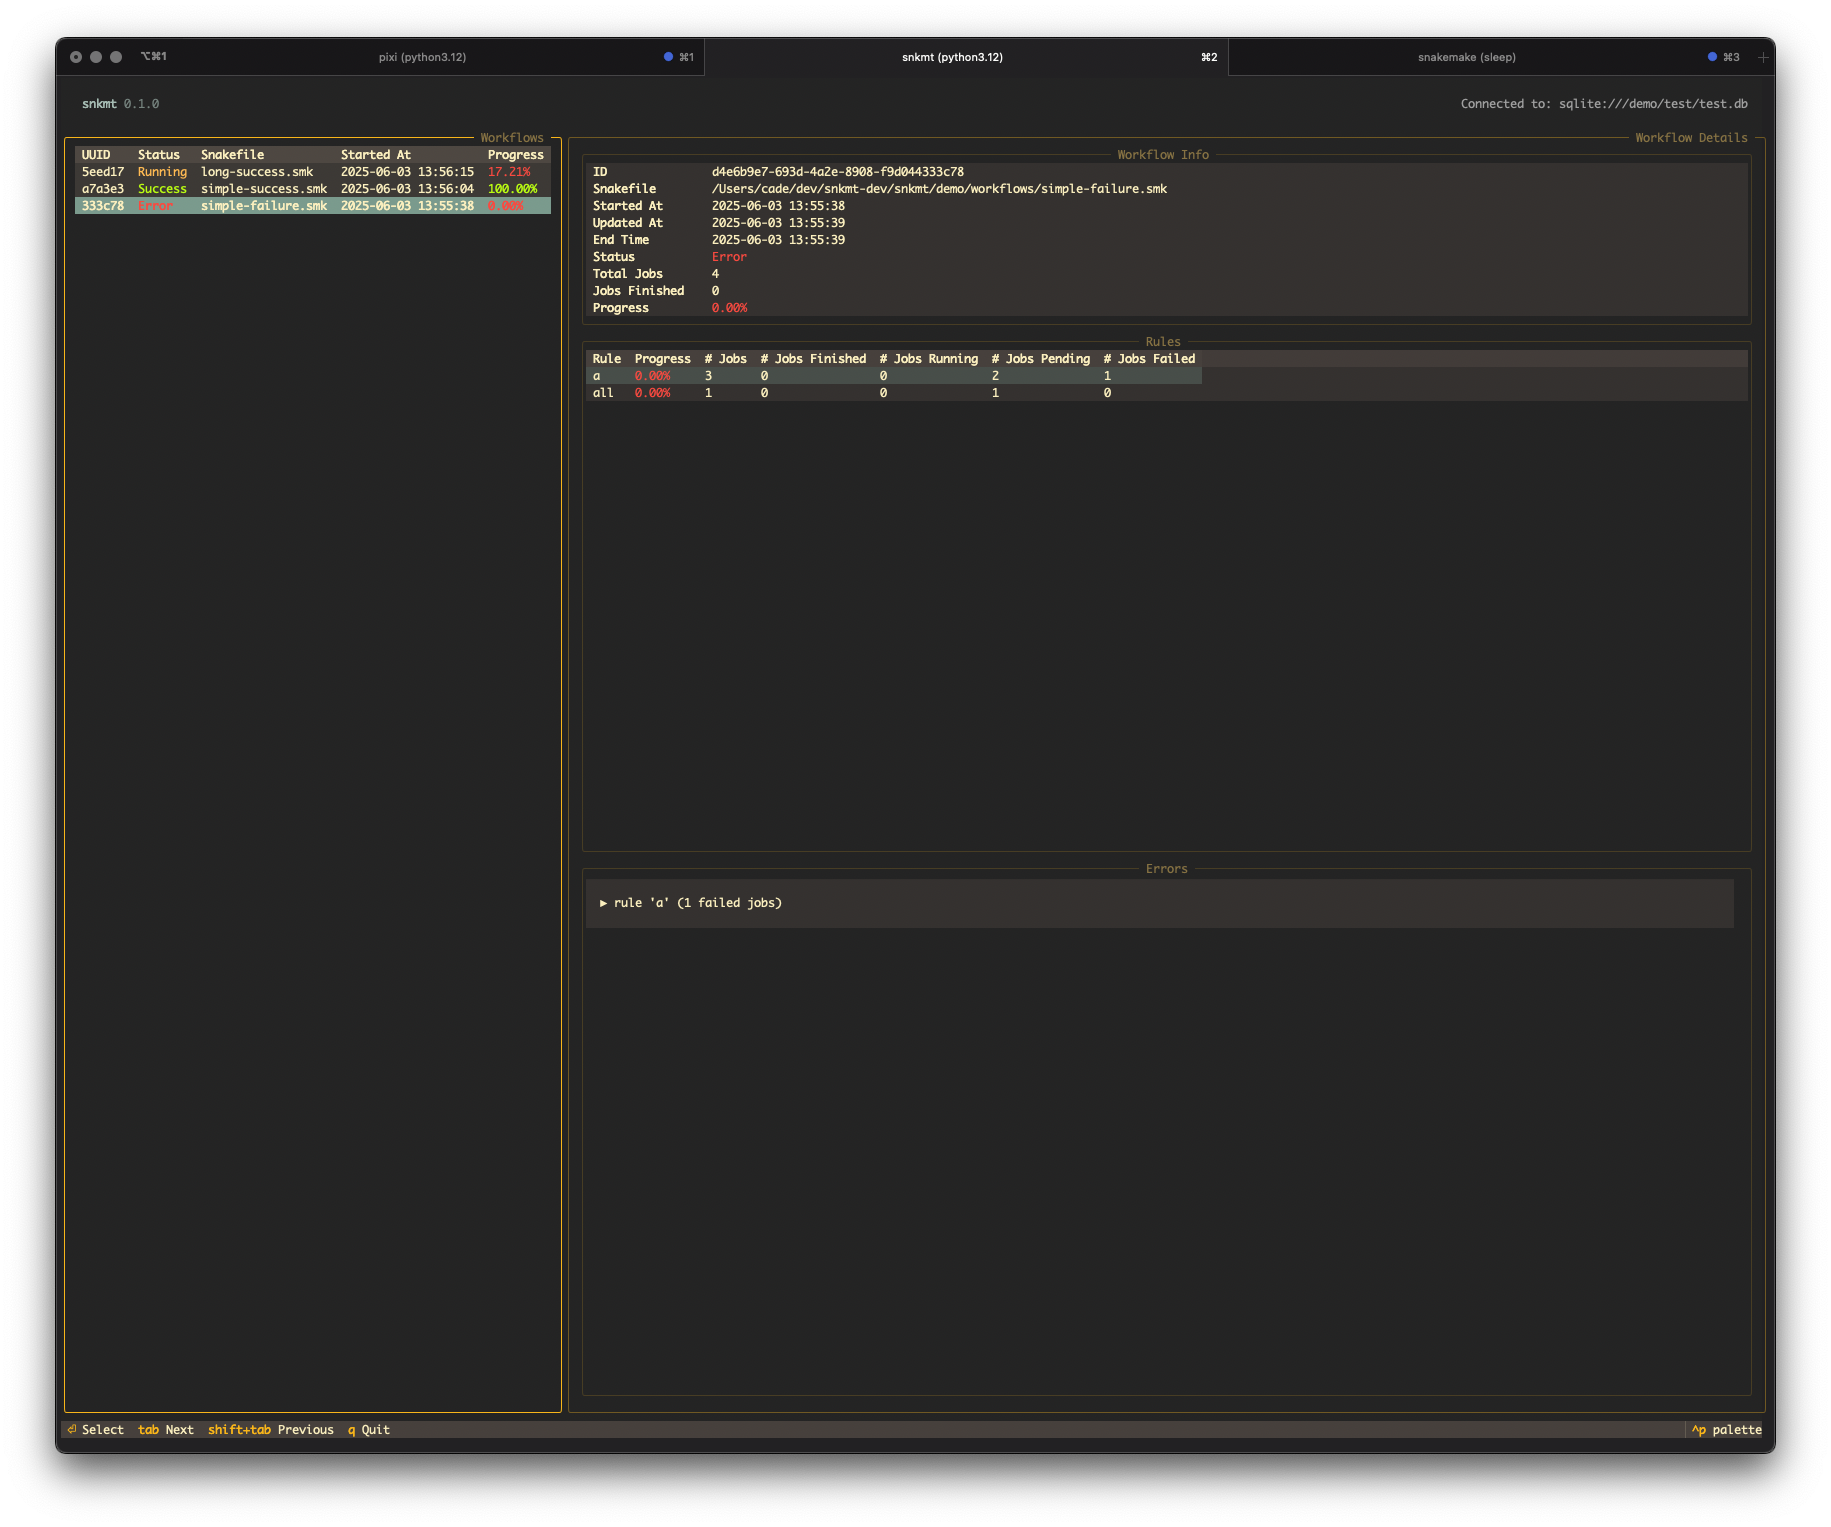 ⌥⌘1 pixi (python3.12) ⌘1 snkmt (python3.12) ⌘2 snakemake (sleep) ⌘3 +
snkmt 0.1.0 Connected to: sqlite:///demo/test/test.db
Workflows
UUID Status Snakefile Started At Progress
5eed17 Running long-success.smk 2025-06-03 13:56:15 17.21%
a7a3e3 Success simple-success.smk 2025-06-03 13:56:04 100.00%
333c78 Error simple-failure.smk 2025-06-03 13:55:38 0.00%
Workflow Details
Workflow Info
ID d4e6b9e7-693d-4a2e-8908-f9d044333c78
Snakefile /Users/cade/dev/snkmt-dev/snkmt/demo/workflows/simple-failure.smk
Started At 2025-06-03 13:55:38
Updated At 2025-06-03 13:55:39
End Time 2025-06-03 13:55:39
Status Error
Total Jobs 4
Jobs Finished 0
Progress 0.00%
Rules
Rule Progress # Jobs # Jobs Finished # Jobs Running # Jobs Pending # Jobs Failed
a 0.00% 3 0 0 2 1
all 0.00% 1 0 0 1 0
Errors
▶ rule 'a' (1 failed jobs)
⏎ Select tab Next shift+tab Previous q Quit ^p palette